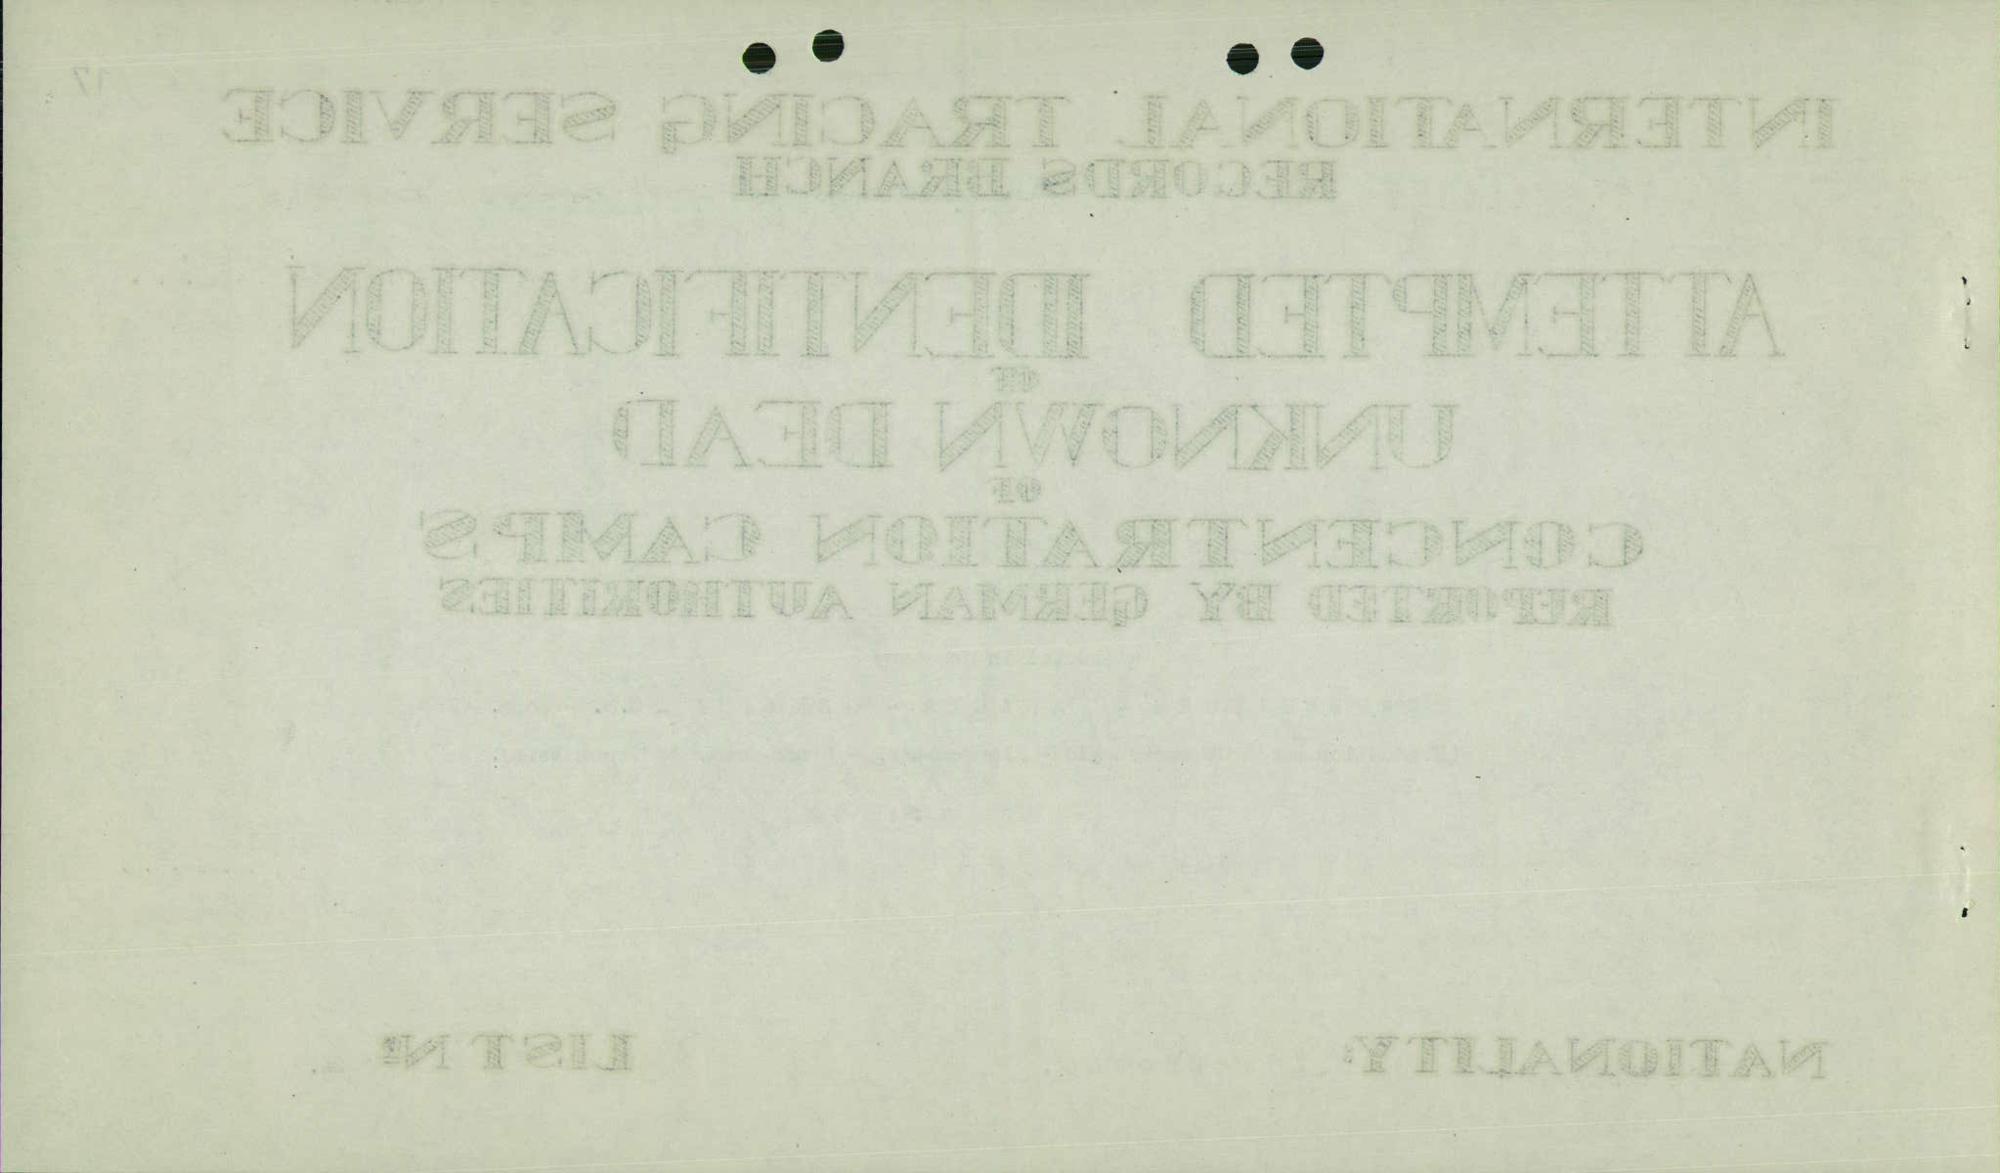 17
INTERNATIONAL TRACING SERVICE
RECORDS BRANCH
ATTEMPTED IDENTIFICATION
OF
UNKNOWN DEAD
OF
CONCENTRATION CAMPS
REPORTED BY GERMAN AUTHORITIES
NATIONALITY: LIST Nº